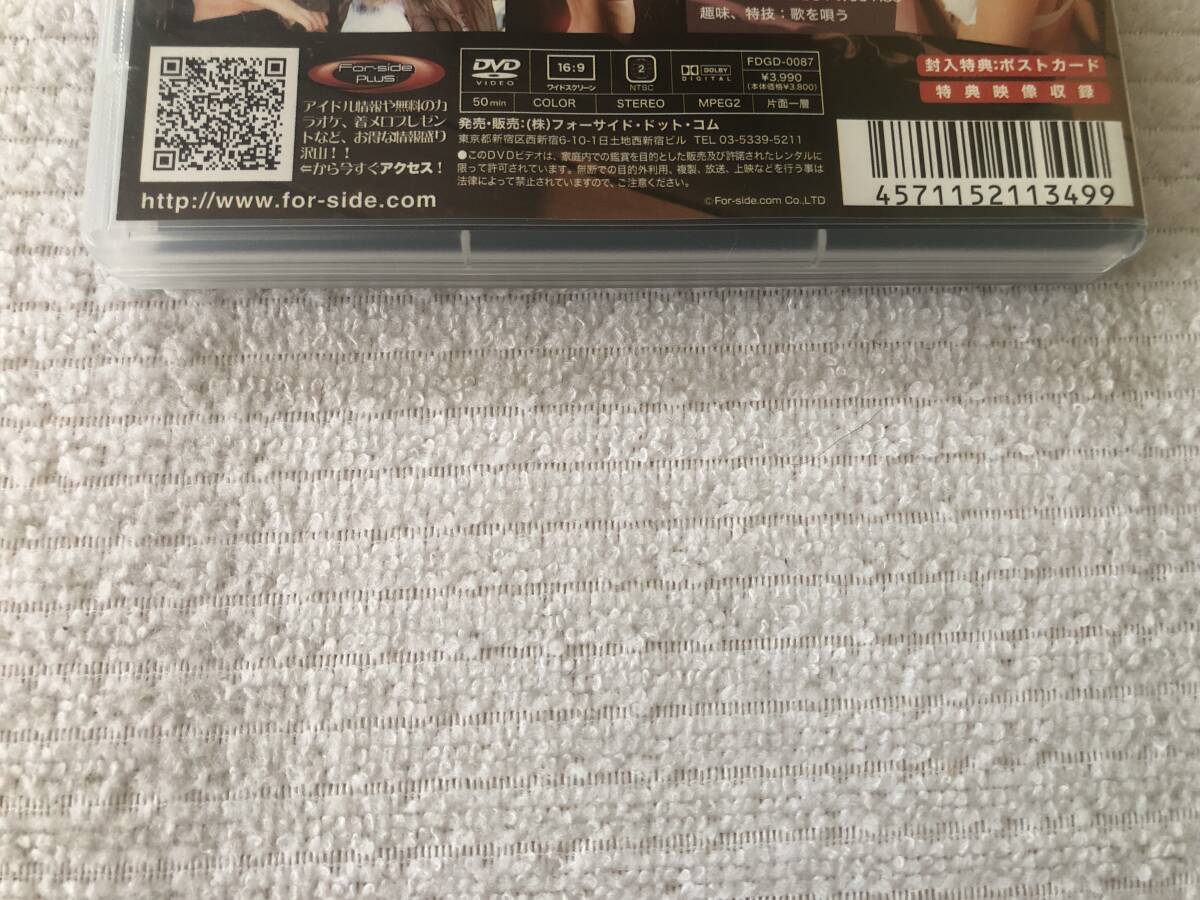 趣味、特技：歌を唄う
For-side
PLUS
アイドル情報や無料のカ
ラオケ、着メロプレゼン
トなど、お得な情報盛り
沢山！！
⇐から今すぐアクセス！
http://www.for-side.com
DVD
VIDEO
16:9
ワイドスクリーン
2
NTSC
DOLBY
DIGITAL
FDGD-0087
¥3,990
(本体価格¥3,800)
50min COLOR STEREO MPEG2 片面一層
発売・販売：(株)フォーサイド・ドット・コム
東京都新宿区西新宿6-10-1日土地西新宿ビル TEL 03-5339-5211
●このDVDビデオは、家庭内での鑑賞を目的とした販売及び許諾されたレンタルに
限って許可されています。無断での目的外利用、複製、放送、上映などを行う事は
法律によって禁止されていますので、ご注意ください。
©For-side.com Co.,LTD
封入特典：ポストカード
特典映像収録
4571152113499